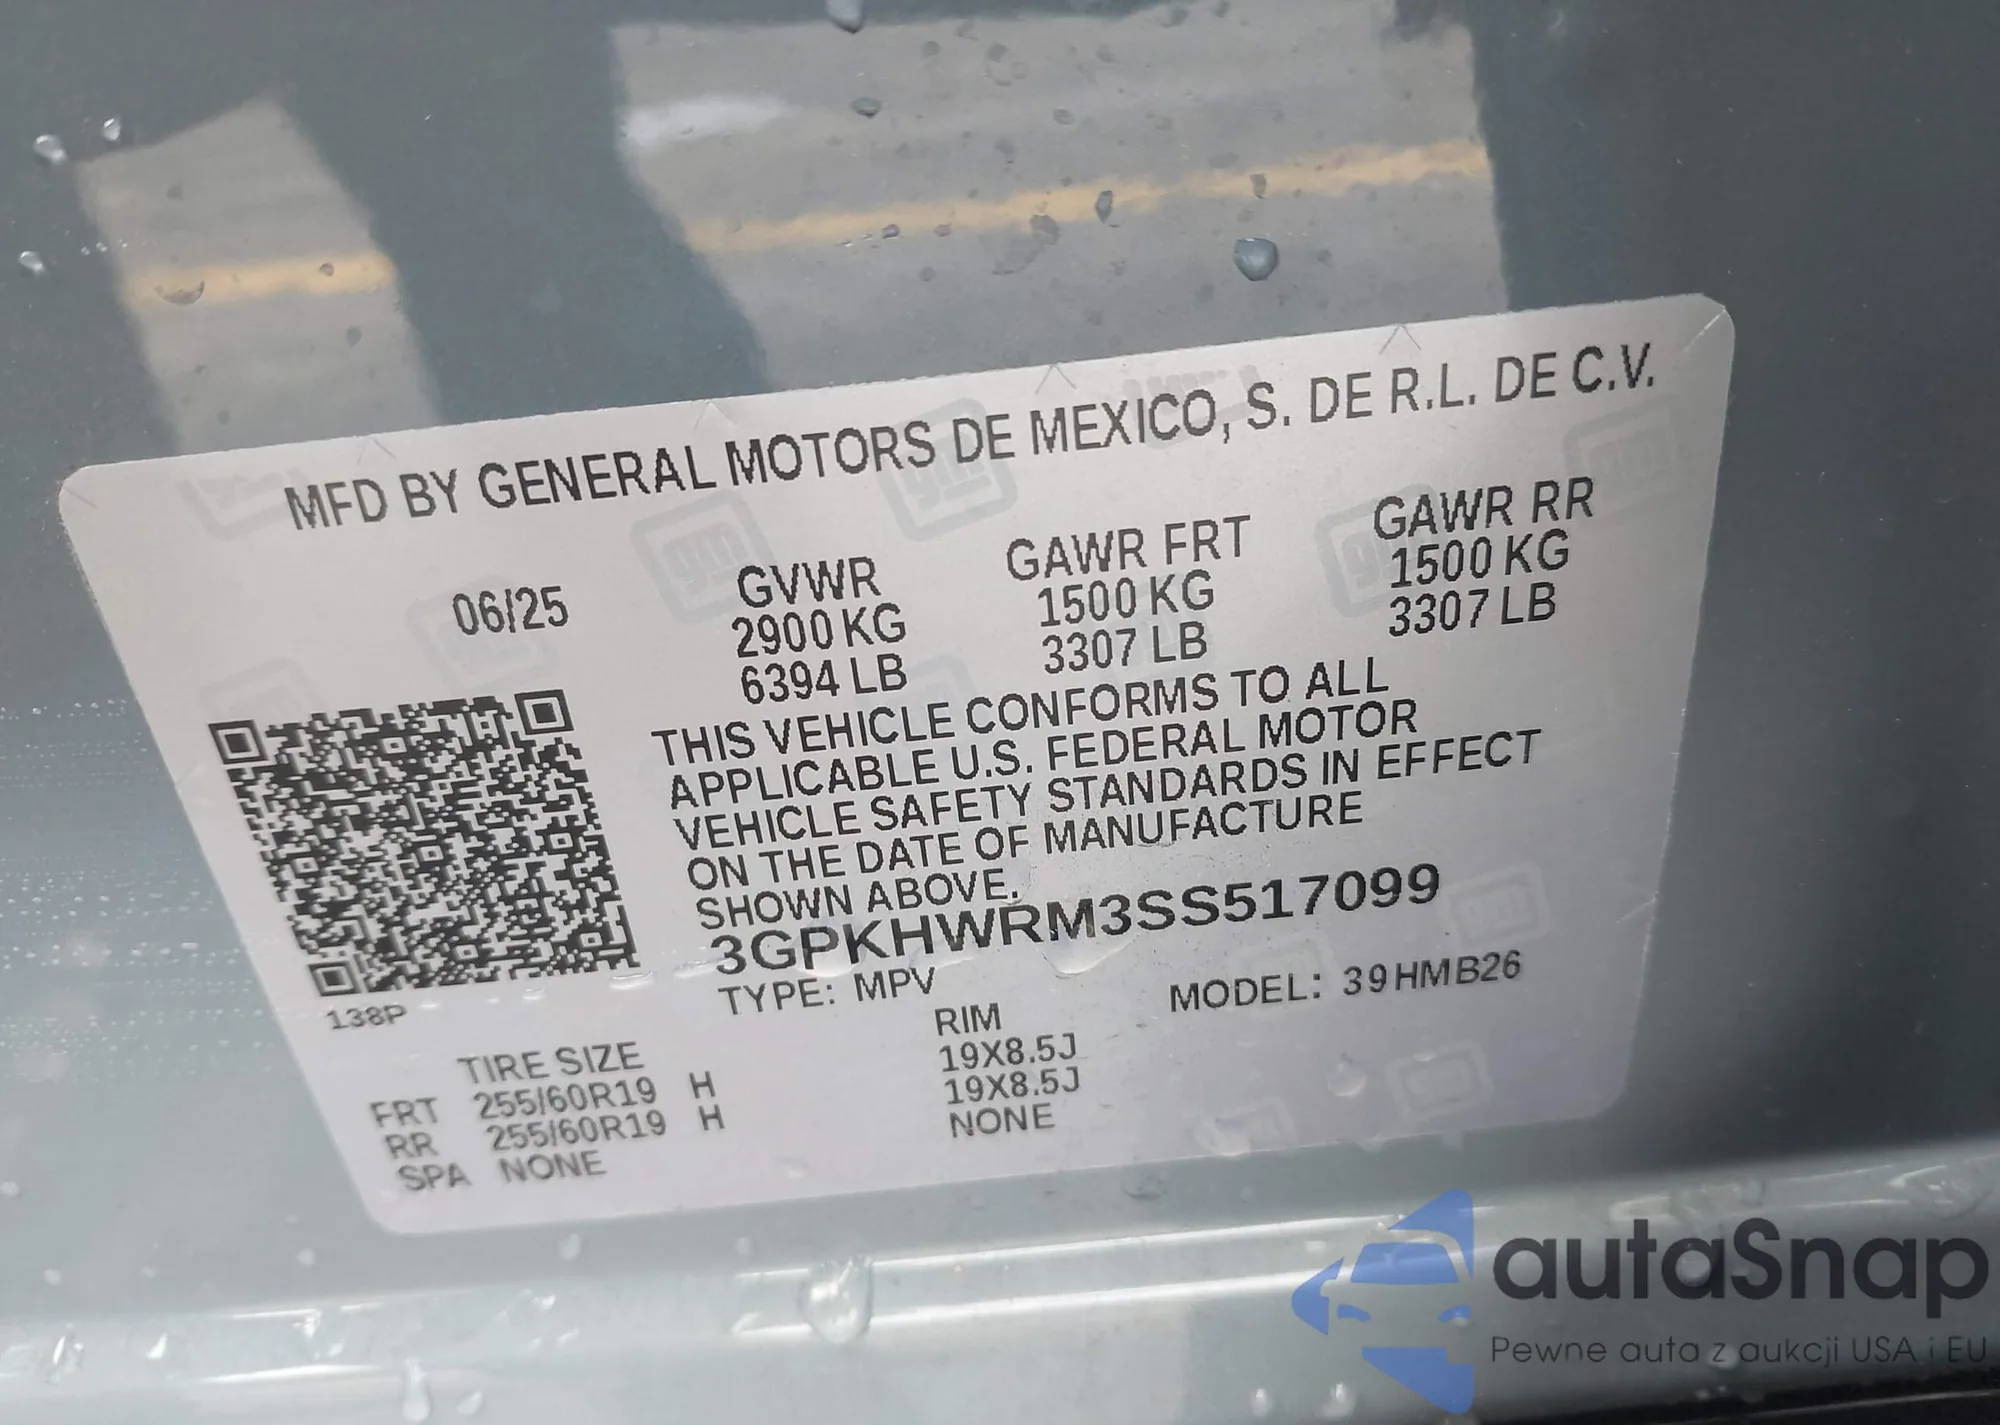 MFD BY GENERAL MOTORS DE MEXICO, S. DE R.L. DE C.V.
06/25
GVWR
2900 KG
6394 LB
GAWR FRT
1500 KG
3307 LB
GAWR RR
1500 KG
3307 LB
THIS VEHICLE CONFORMS TO ALL
APPLICABLE U.S. FEDERAL MOTOR
VEHICLE SAFETY STANDARDS IN EFFECT
ON THE DATE OF MANUFACTURE
SHOWN ABOVE.
3GPKHWRM3SS517099
TYPE: MPV
MODEL: 39HMB26
138P
TIRE SIZE
RIM
FRT 255/60R19 H 19X8.5J
RR 255/60R19 H 19X8.5J
SPA NONE NONE
autaSnap
Pewne auta z aukcji USA i EU